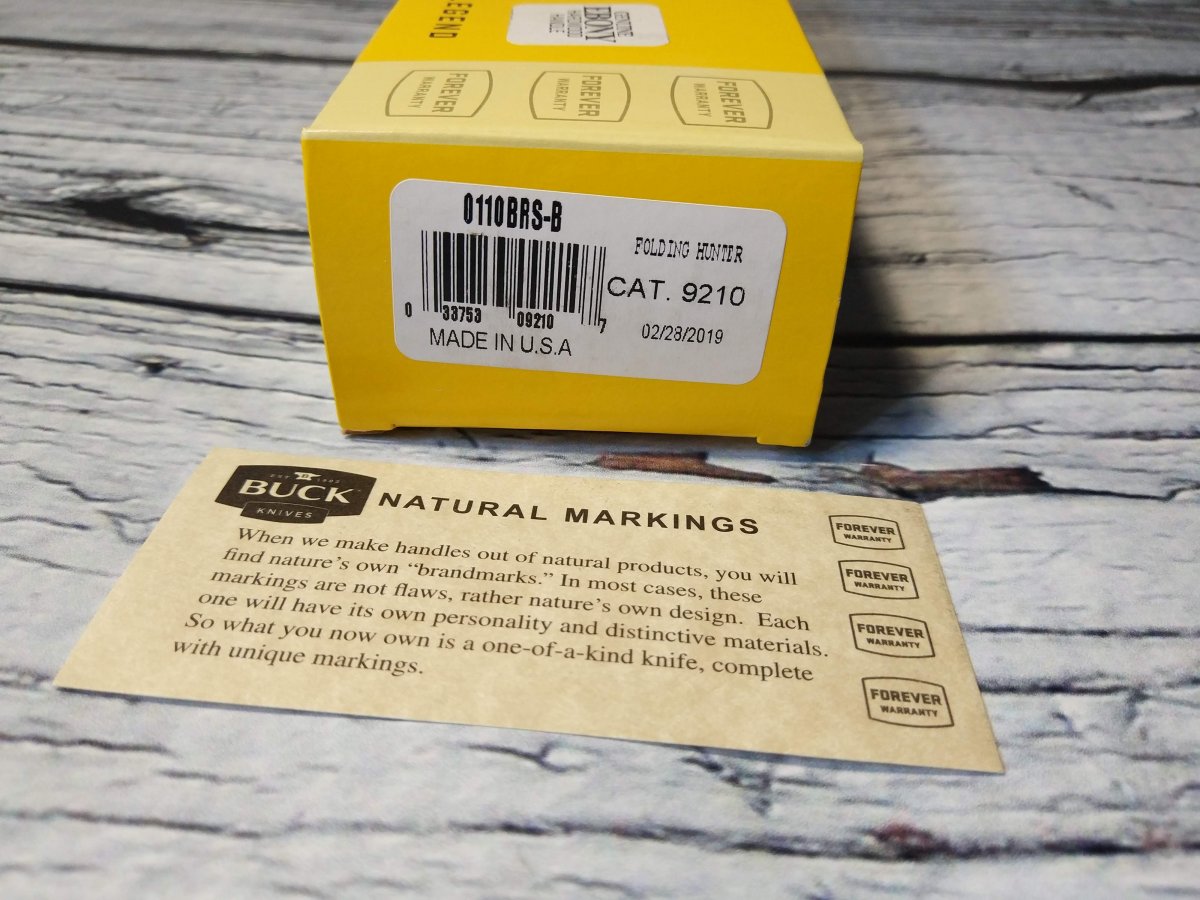 LEGEND
GENUINE
EBONY
HARDWOOD
HANDLE
FOREVER
WARRANTY
FOREVER
WARRANTY
FOREVER
WARRANTY
0110BRS-B
FOLDING HUNTER
CAT. 9210
0 33753 09210 7
02/28/2019
MADE IN U.S.A
BUCK
KNIVES
NATURAL MARKINGS
When we make handles out of natural products, you will
find nature's own “brandmarks.” In most cases, these
markings are not flaws, rather nature's own design. Each
one will have its own personality and distinctive materials.
So what you now own is a one-of-a-kind knife, complete
with unique markings.
FOREVER
WARRANTY
FOREVER
WARRANTY
FOREVER
WARRANTY
FOREVER
WARRANTY